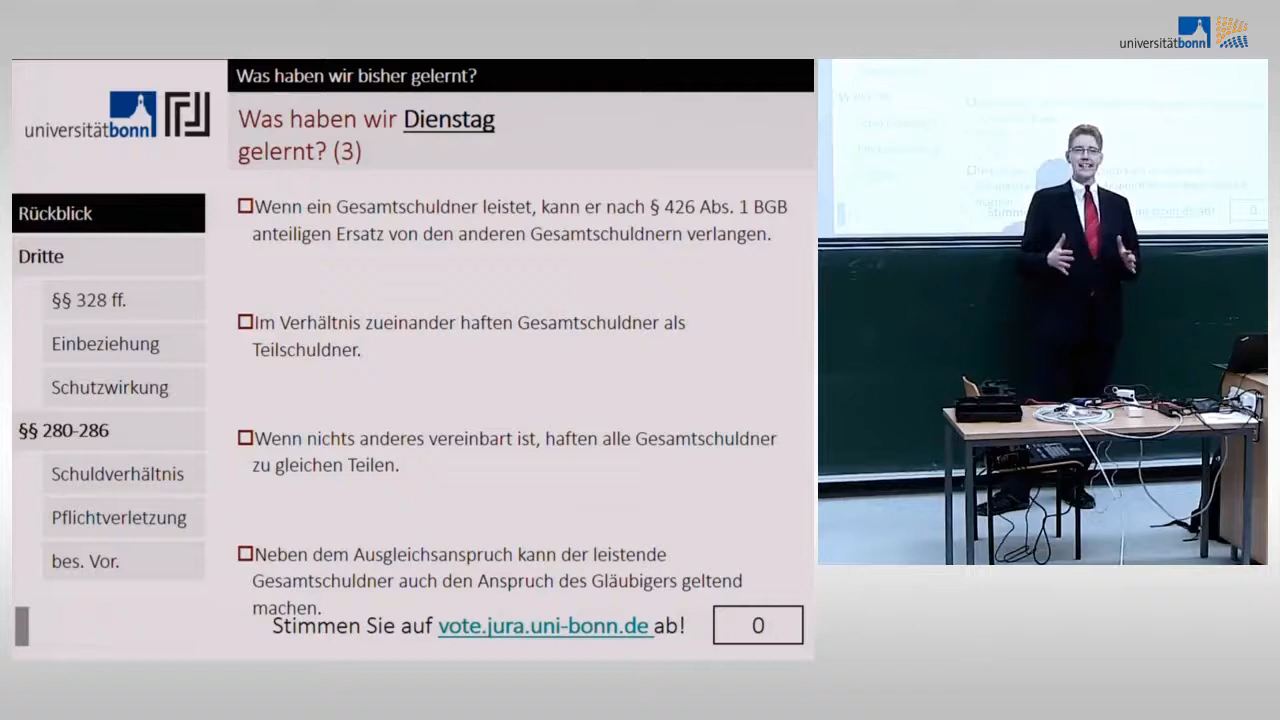 universitätbonn
Was haben wir bisher gelernt?
universitätbonn
Was haben wir Dienstag
gelernt? (3)
Rückblick
Dritte
§§ 328 ff.
Einbeziehung
Schutzwirkung
§§ 280-286
Schuldverhältnis
Pflichtverletzung
bes. Vor.
Wenn ein Gesamtschuldner leistet, kann er nach § 426 Abs. 1 BGB
anteiligen Ersatz von den anderen Gesamtschuldnern verlangen.
Im Verhältnis zueinander haften Gesamtschuldner als
Teilschuldner.
Wenn nichts anderes vereinbart ist, haften alle Gesamtschuldner
zu gleichen Teilen.
Neben dem Ausgleichsanspruch kann der leistende
Gesamtschuldner auch den Anspruch des Gläubigers geltend
machen.
Stimmen Sie auf vote.jura.uni-bonn.de ab!
0